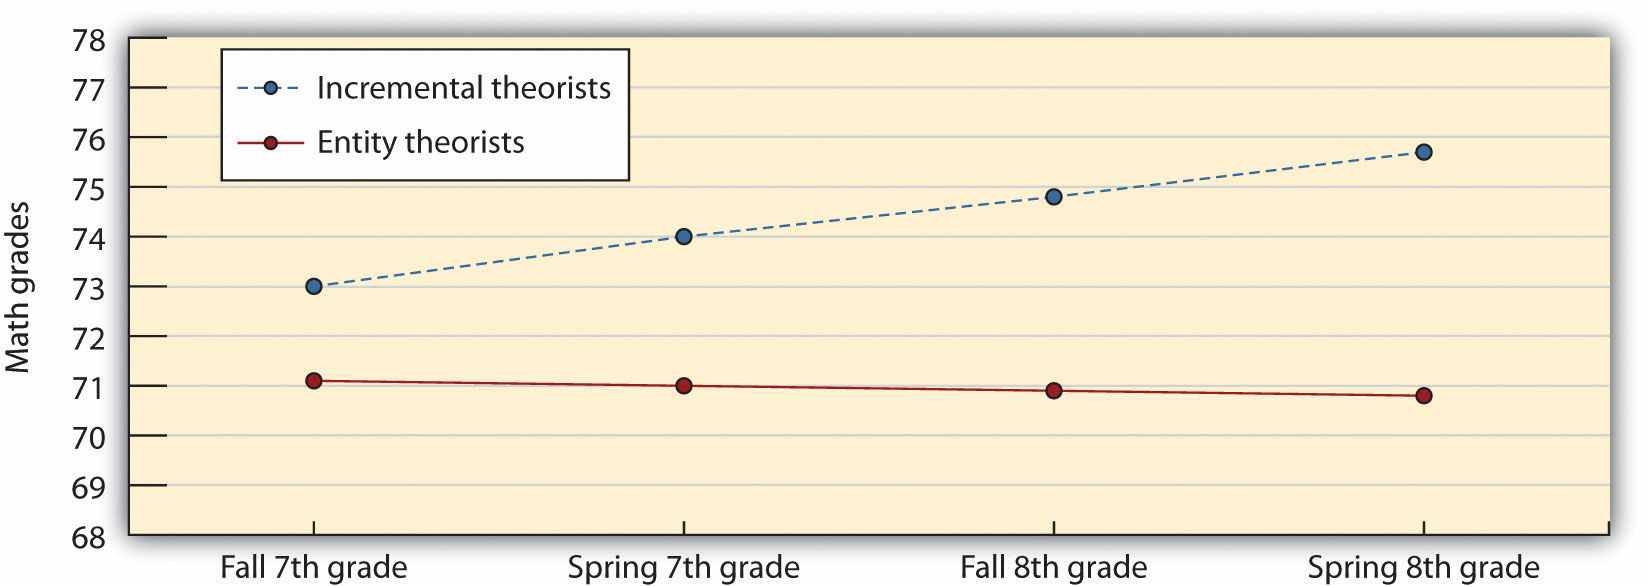 78
77
76
75
74
73
72
71
70
69
68
Math grades
Incremental theorists
Entity theorists
Fall 7th grade
Spring 7th grade
Fall 8th grade
Spring 8th grade